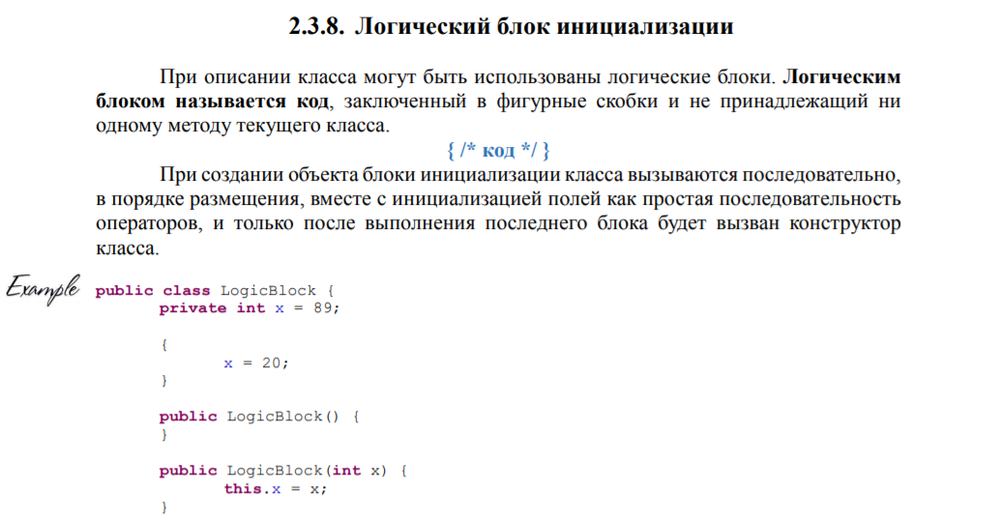 2.3.8. Логический блок инициализации
При описании класса могут быть использованы логические блоки. Логическим
блоком называется код, заключенный в фигурные скобки и не принадлежащий ни
одному методу текущего класса.
{ /* код */ }
При создании объекта блоки инициализации класса вызываются последовательно,
в порядке размещения, вместе с инициализацией полей как простая последовательность
операторов, и только после выполнения последнего блока будет вызван конструктор
класса.
Example
public class LogicBlock {
private int x = 89;
{
x = 20;
}
public LogicBlock() {
}
public LogicBlock(int x) {
this.x = x;
}